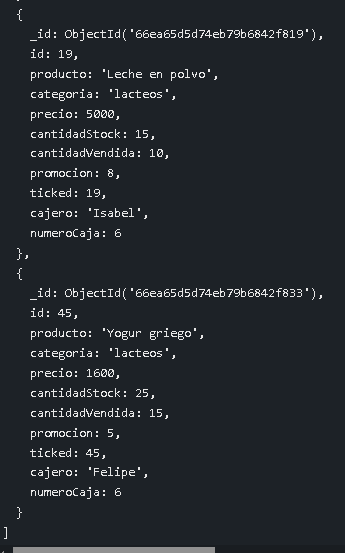 {
_id: ObjectId('66ea65d5d74eb79b6842f819'),
id: 19,
producto: 'Leche en polvo',
categoria: 'lacteos',
precio: 5000,
cantidadStock: 15,
cantidadVendida: 10,
promocion: 8,
ticked: 19,
cajero: 'Isabel',
numeroCaja: 6
},
{
_id: ObjectId('66ea65d5d74eb79b6842f833'),
id: 45,
producto: 'Yogur griego',
categoria: 'lacteos',
precio: 1600,
cantidadStock: 25,
cantidadVendida: 15,
promocion: 5,
ticked: 45,
cajero: 'Felipe',
numeroCaja: 6
}
]